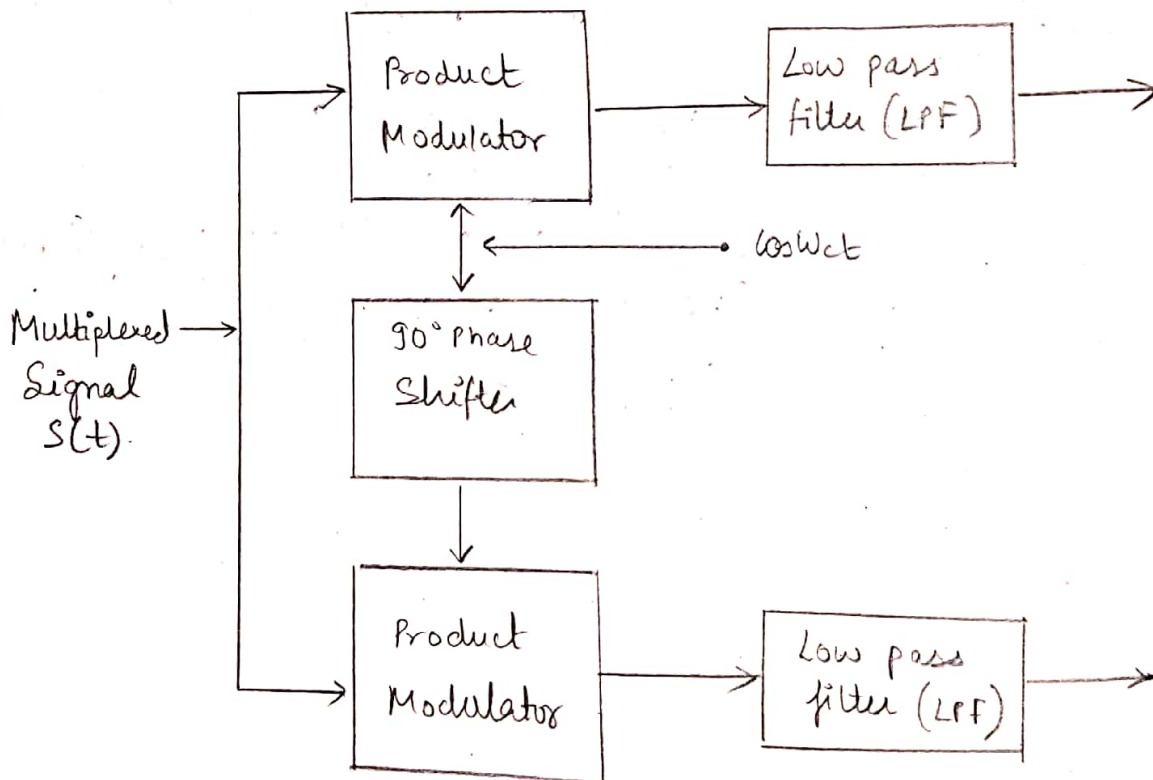 Product
Modulator
Low pass
filter (LPF)
CosWct
Multiplexed
Signal
S(t).
90° Phase
Shifter
Product
Modulator
Low pass
filter (LPF)